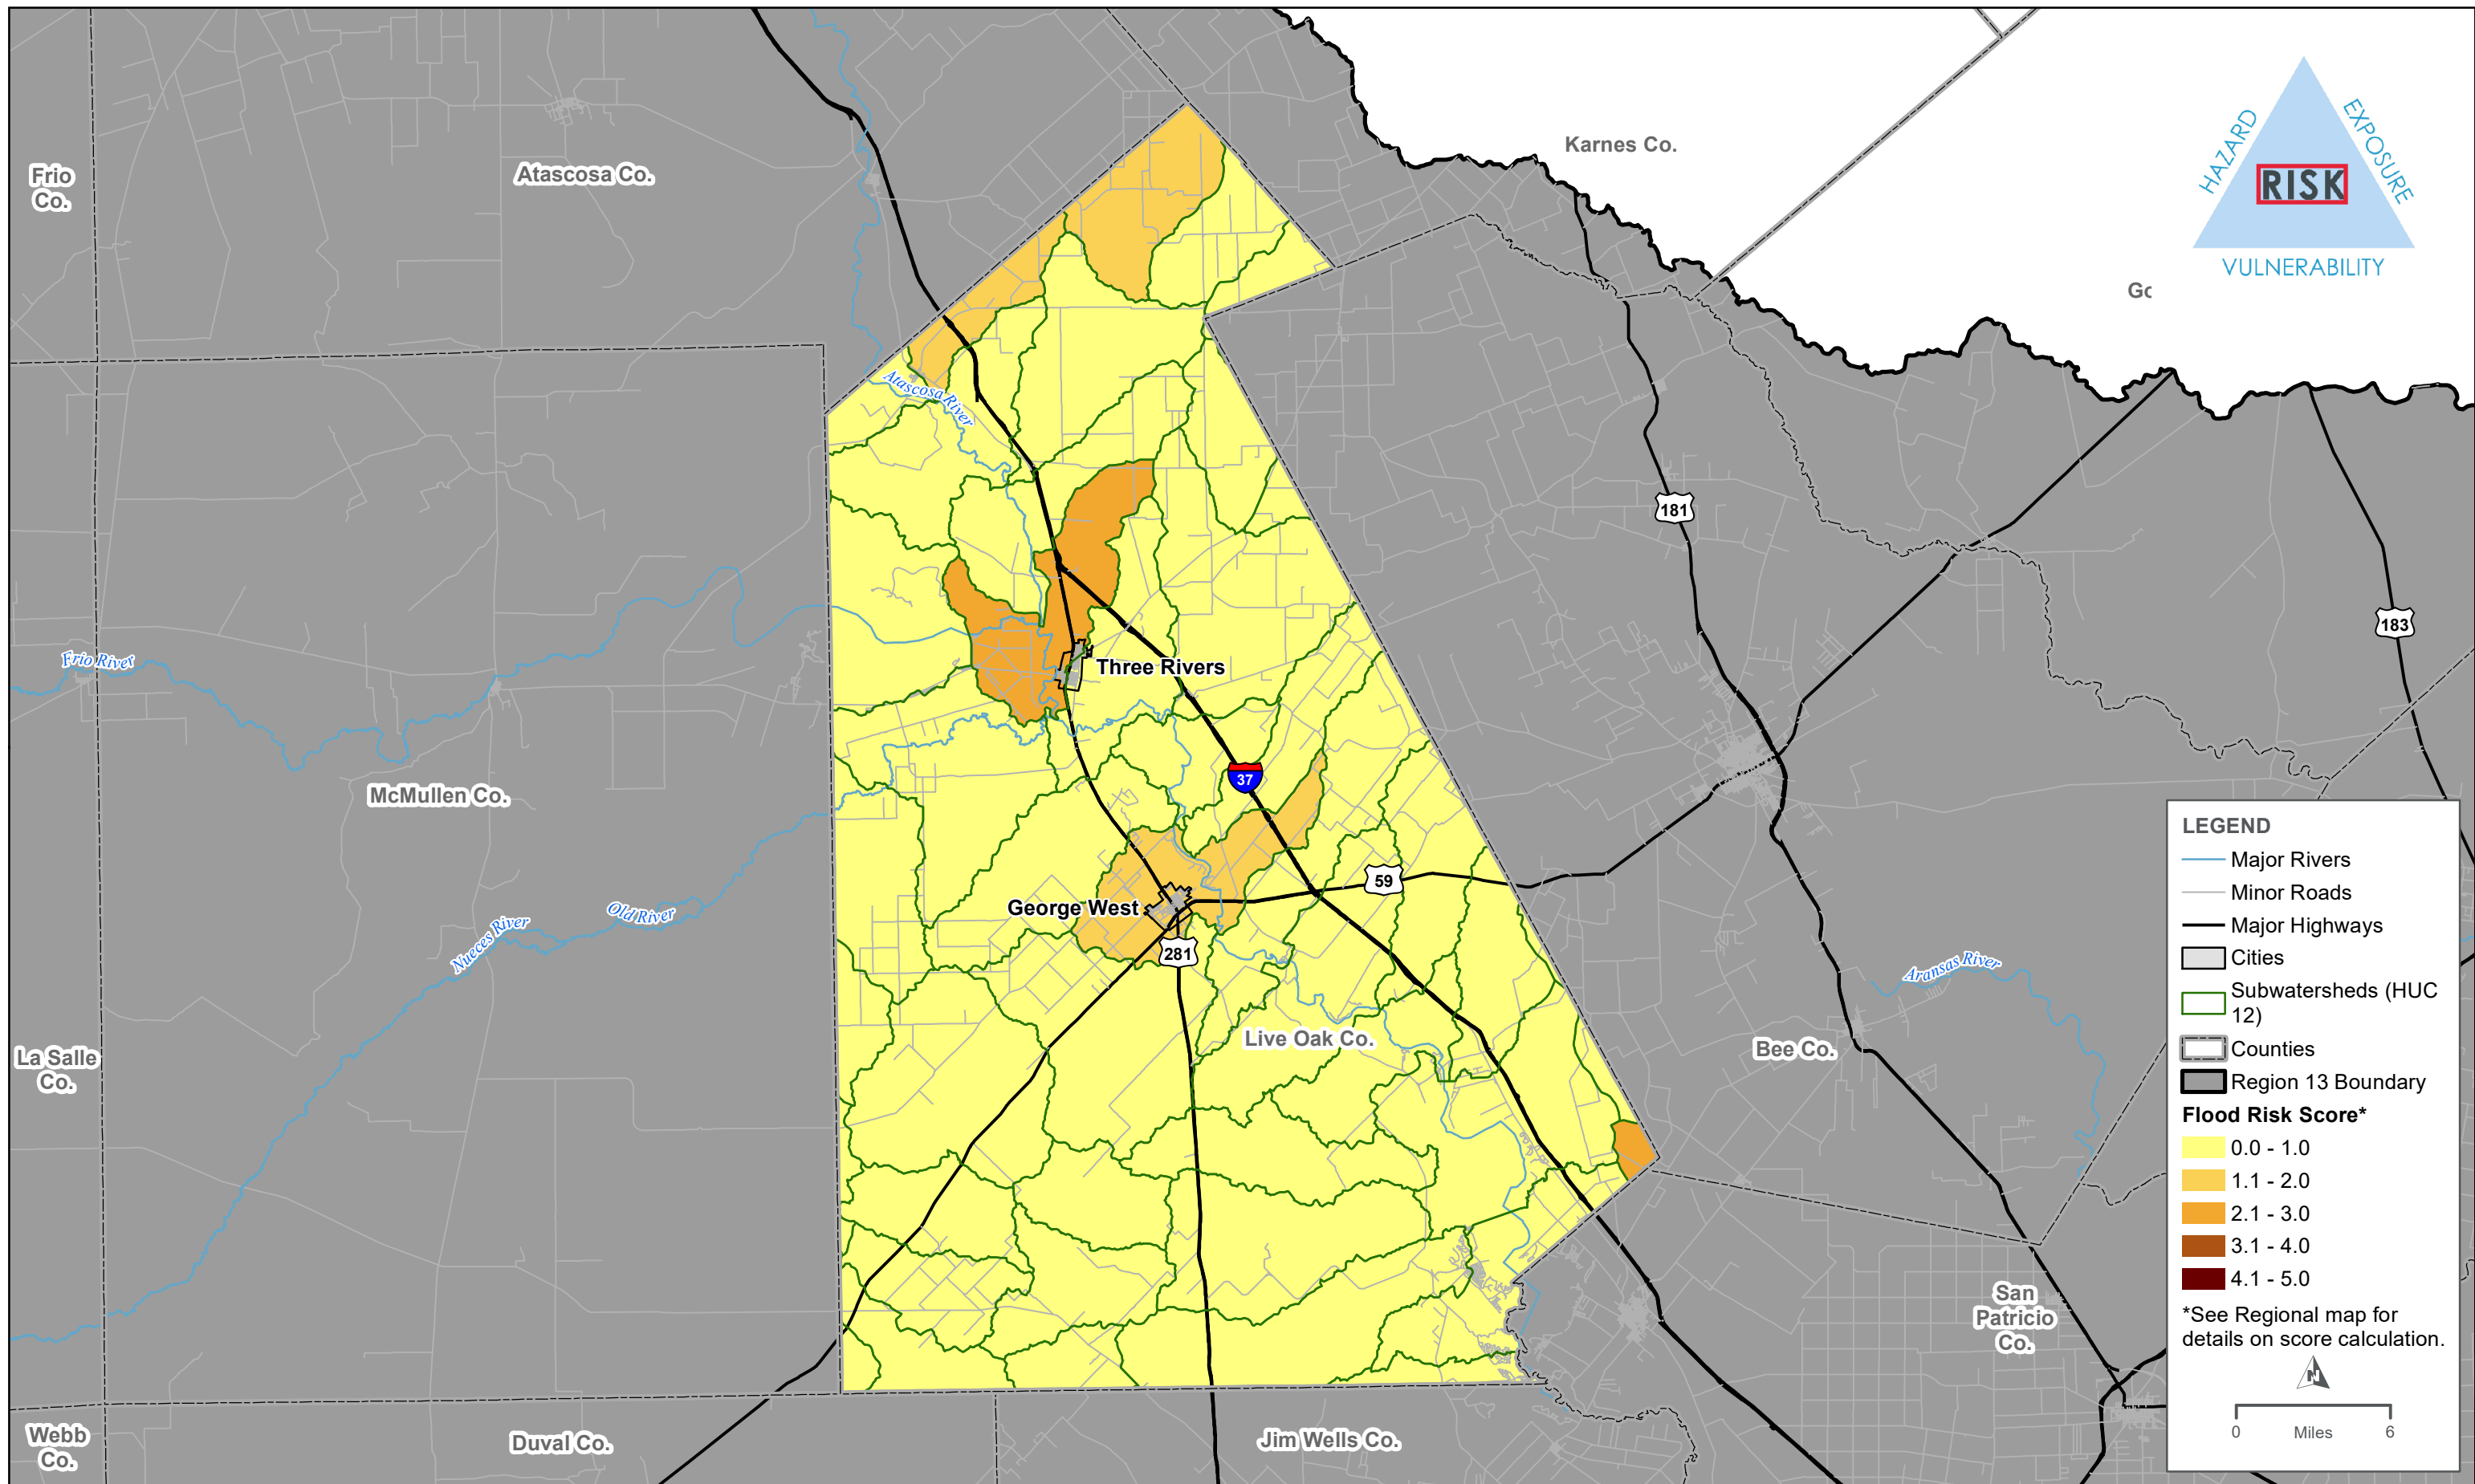 Frio
Co.
Atascosa Co.
Karnes Co.
Go
HAZARD
EXPOSURE
RISK
VULNERABILITY
Atascosa River
181
183
Frio River
Three Rivers
McMullen Co.
37
59
George West
281
Old River
Nueces River
Aransas River
Live Oak Co.
Bee Co.
La Salle
Co.
San
Patricio
Co.
Webb
Co.
Duval Co.
Jim Wells Co.
LEGEND
Major Rivers
Minor Roads
Major Highways
Cities
Subwatersheds (HUC
12)
Counties
Region 13 Boundary
Flood Risk Score*
0.0 - 1.0
1.1 - 2.0
2.1 - 3.0
3.1 - 4.0
4.1 - 5.0
*See Regional map for
details on score calculation.
N
0 Miles 6